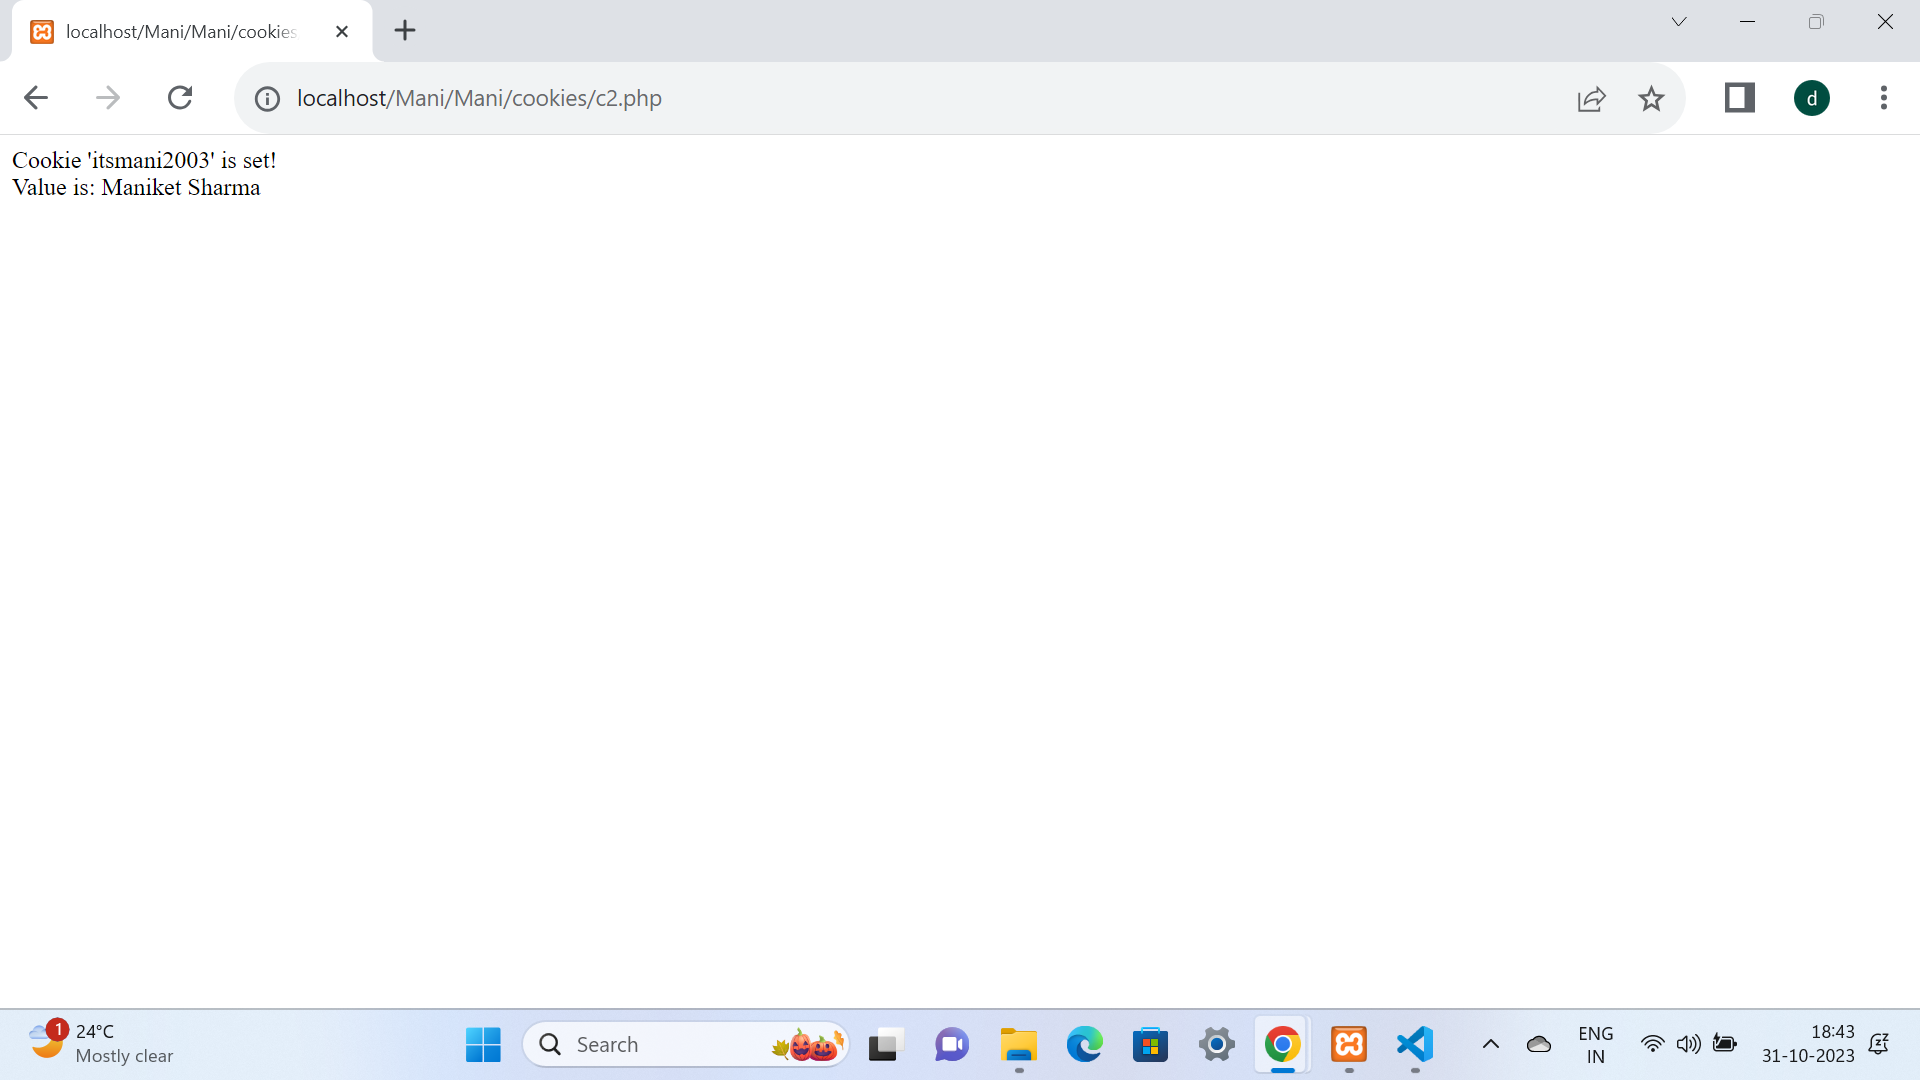 localhost/Mani/Mani/cookies
localhost/Mani/Mani/cookies/c2.php
d
Cookie 'itsmani2003' is set!
Value is: Maniket Sharma
1
24°C
Mostly clear
Search
ENG
IN
18:43
31-10-2023